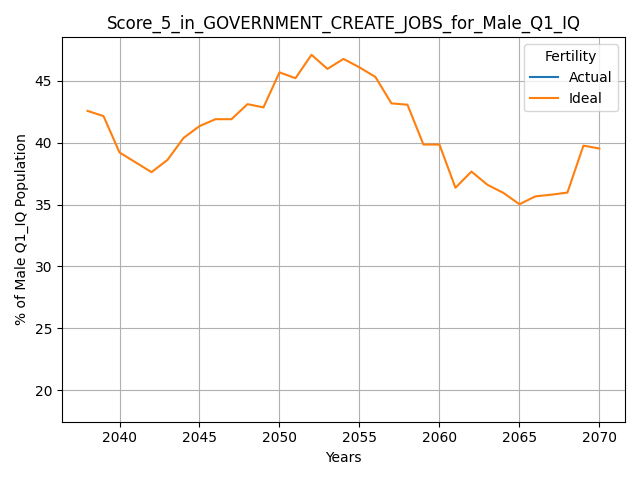 Score_5_in_GOVERNMENT_CREATE_JOBS_for_Male_Q1_IQ
Fertility
Actual
Ideal
% of Male Q1_IQ Population
45
40
35
30
25
20
2040 2045 2050 2055 2060 2065 2070
Years